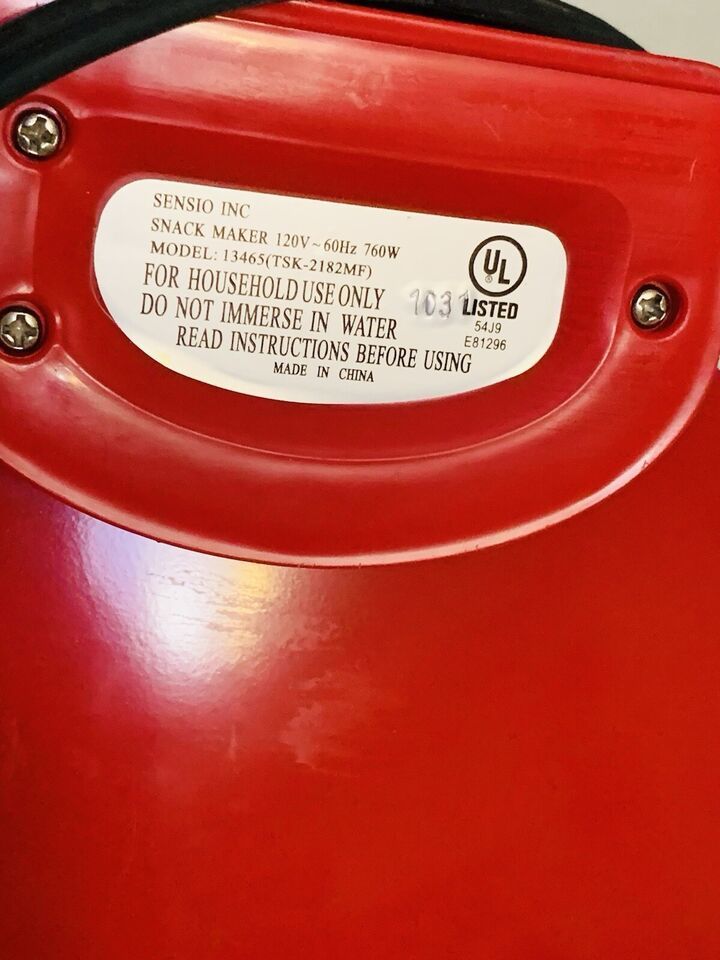 SENSIO INC
SNACK MAKER 120V~60Hz 760W
MODEL: 13465(TSK-2182MF)
FOR HOUSEHOLD USE ONLY
DO NOT IMMERSE IN WATER
READ INSTRUCTIONS BEFORE USING
MADE IN CHINA
1031
UL
LISTED
54J9
E81296